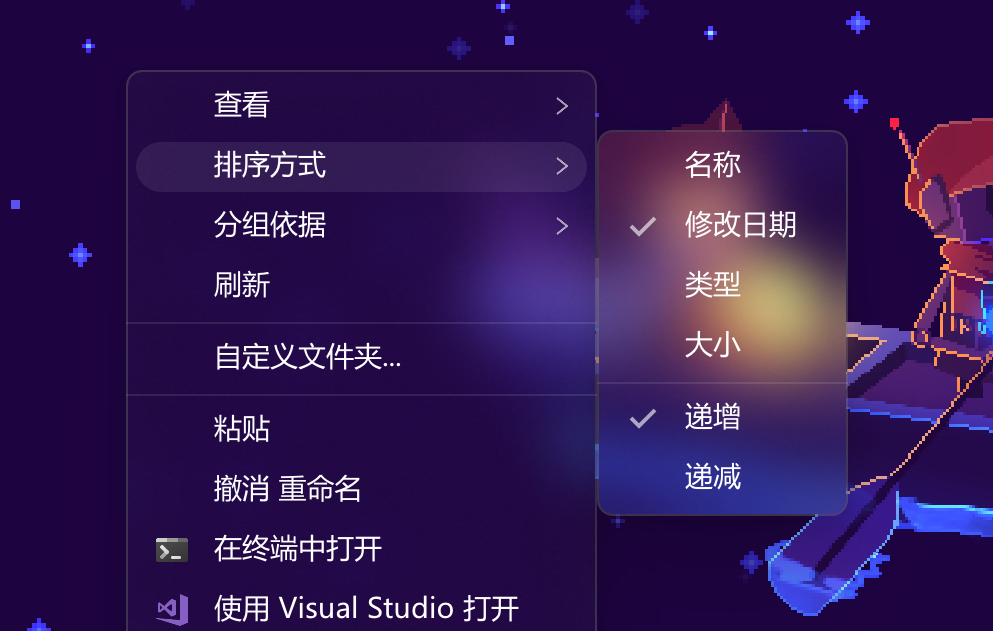 查看
排序方式
分组依据
刷新
自定义文件夹...
粘贴
撤消 重命名
在终端中打开
使用 Visual Studio 打开
名称
修改日期
类型
大小
递增
递减